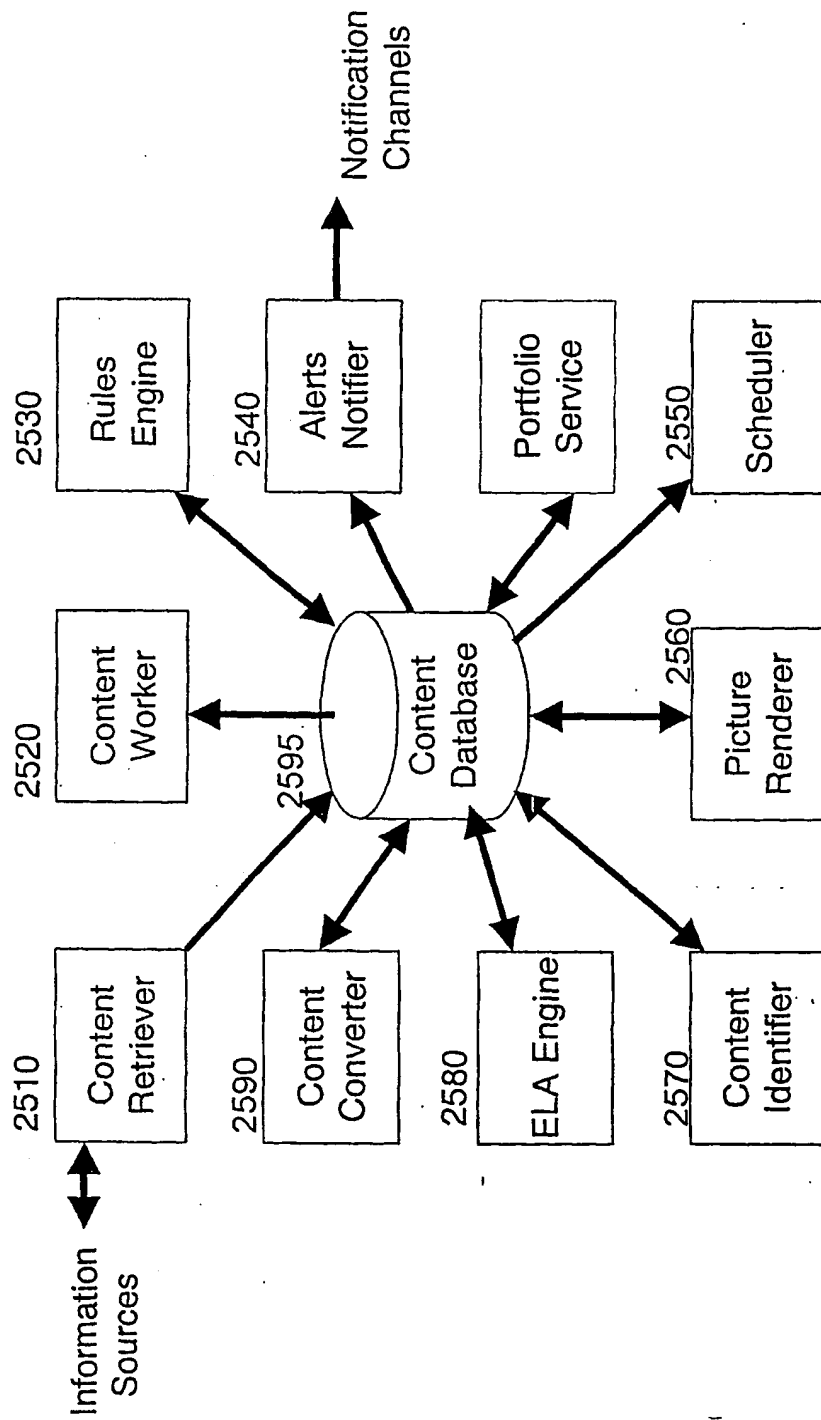 Information
Sources
2510
Content
Retriever
2520
Content
Worker
2530
Rules
Engine
2590
Content
Converter
2595
Content
Database
2540
Alerts
Notifier
Notification
Channels
2580
ELA Engine
Portfolio
Service
2570
Content
Identifier
2560
Picture
Renderer
2550
Scheduler